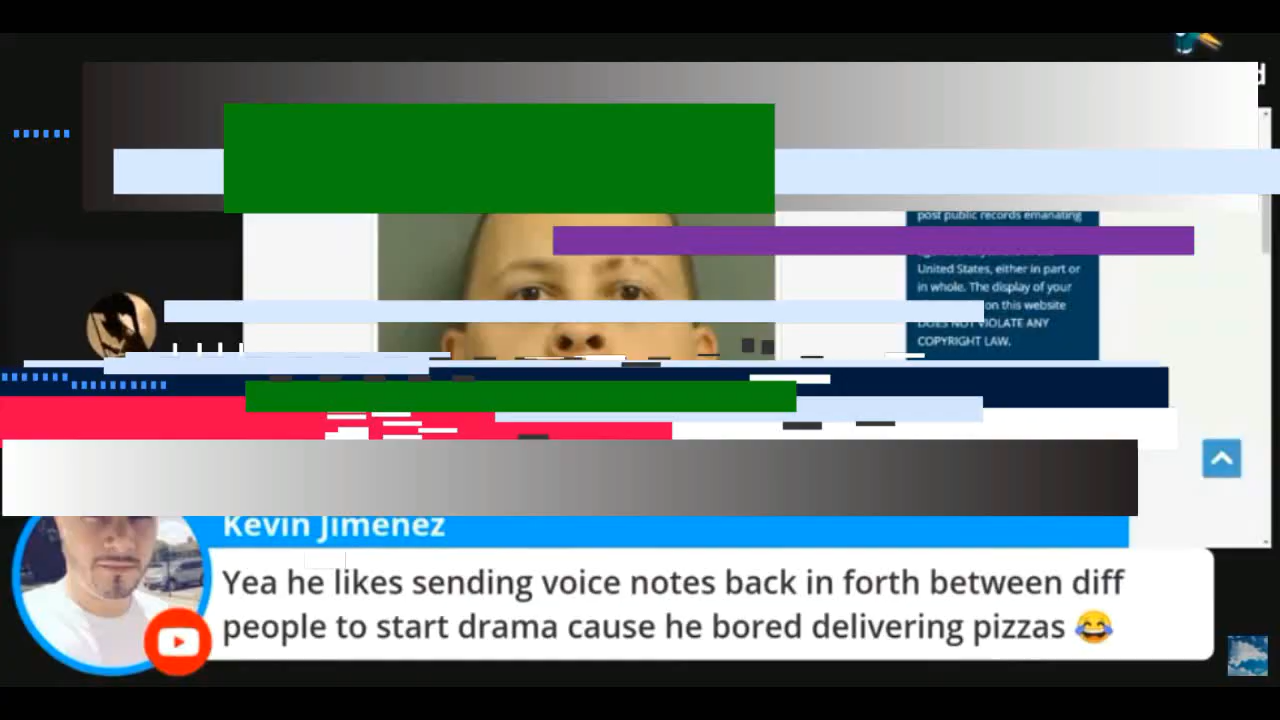 d
post public records emanating
United States, either in part or
in whole. The display of your
on this website
DOES NOT VIOLATE ANY
COPYRIGHT LAW.
Kevin Jimenez
Yea he likes sending voice notes back in forth between diff
people to start drama cause he bored delivering pizzas 😂